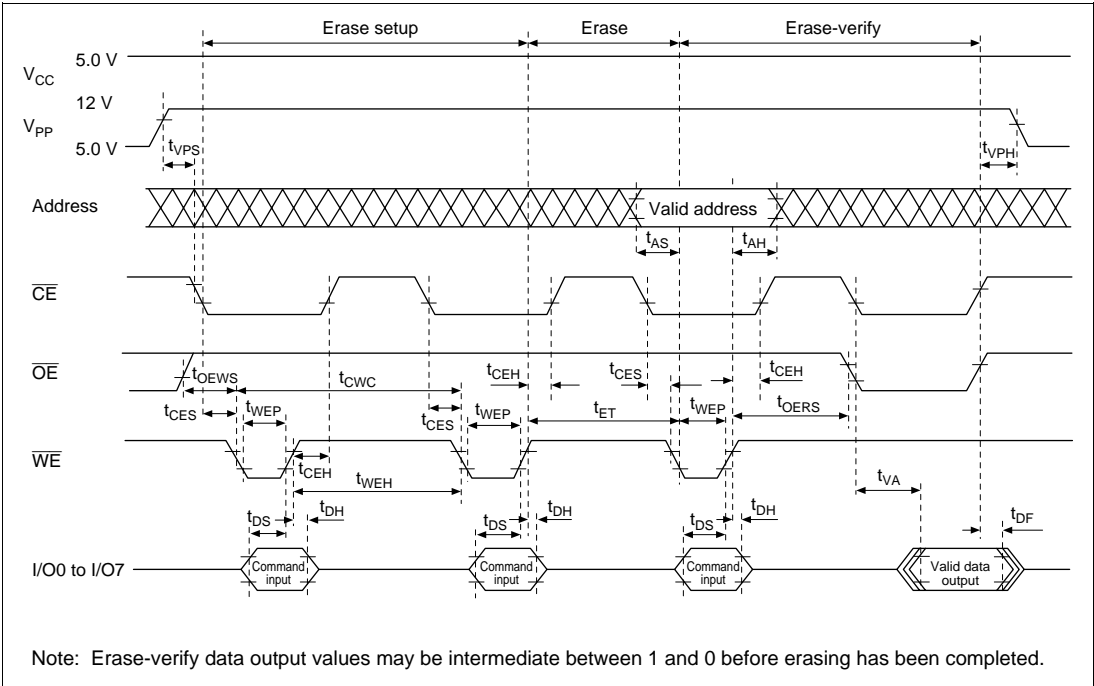 Erase setup Erase Erase-verify
5.0 V
VCC
12 V
VPP
5.0 V
tVPS tVPH
Address Valid address
tAS tAH
CE
OE
tOEWS tCWC tCEH tCES tCEH
tCES tWEP tCES tWEP tET tWEP tOERS
WE
tCEH
tWEH tVA
tDS tDH tDS tDH tDS tDH tDF
I/O0 to I/O7
Command input
Command input
Command input
Valid data output
Note: Erase-verify data output values may be intermediate between 1 and 0 before erasing has been completed.